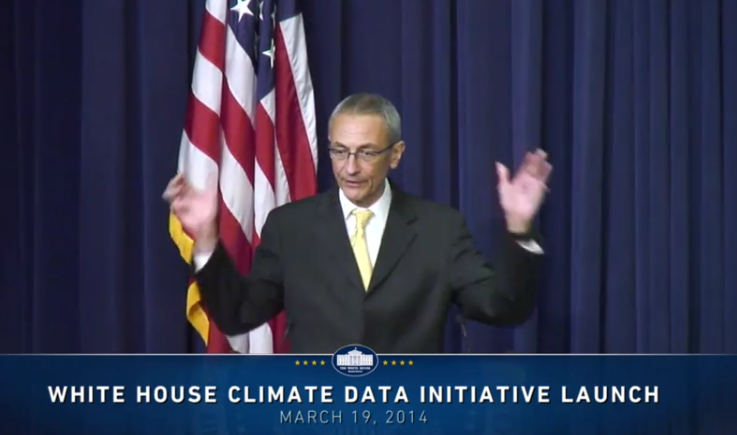 WHITE HOUSE CLIMATE DATA INITIATIVE LAUNCH
MARCH 19, 2014